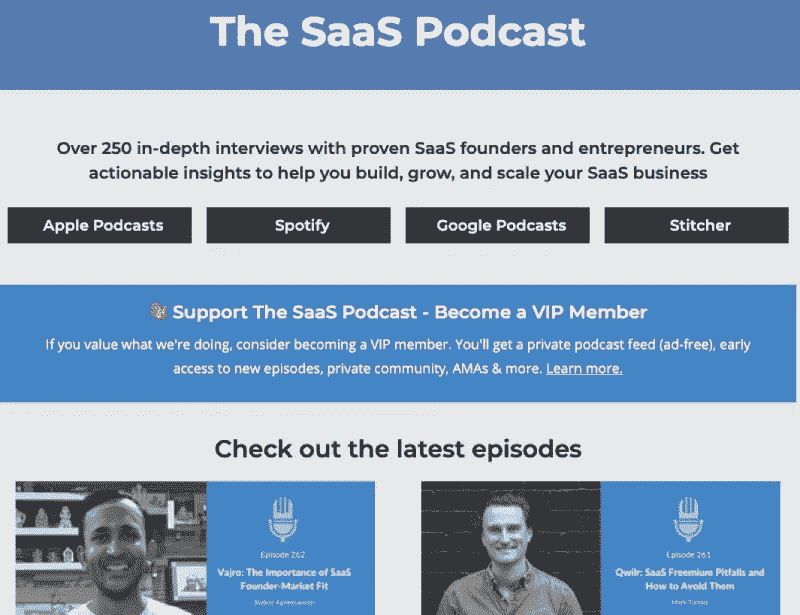 The SaaS Podcast
Over 250 in-depth interviews with proven SaaS founders and entrepreneurs. Get
actionable insights to help you build, grow, and scale your SaaS business
Apple Podcasts
Spotify
Google Podcasts
Stitcher
Support The SaaS Podcast - Become a VIP Member
If you value what we're doing, consider becoming a VIP member. You'll get a private podcast feed (ad-free), early
access to new episodes, private community, AMAs & more. Learn more.
Check out the latest episodes
Episode 262
Vajro: The Importance of SaaS
Founder-Market Fit
Episode 261
Qwilr: SaaS Freemium Pitfalls and
How to Avoid Them